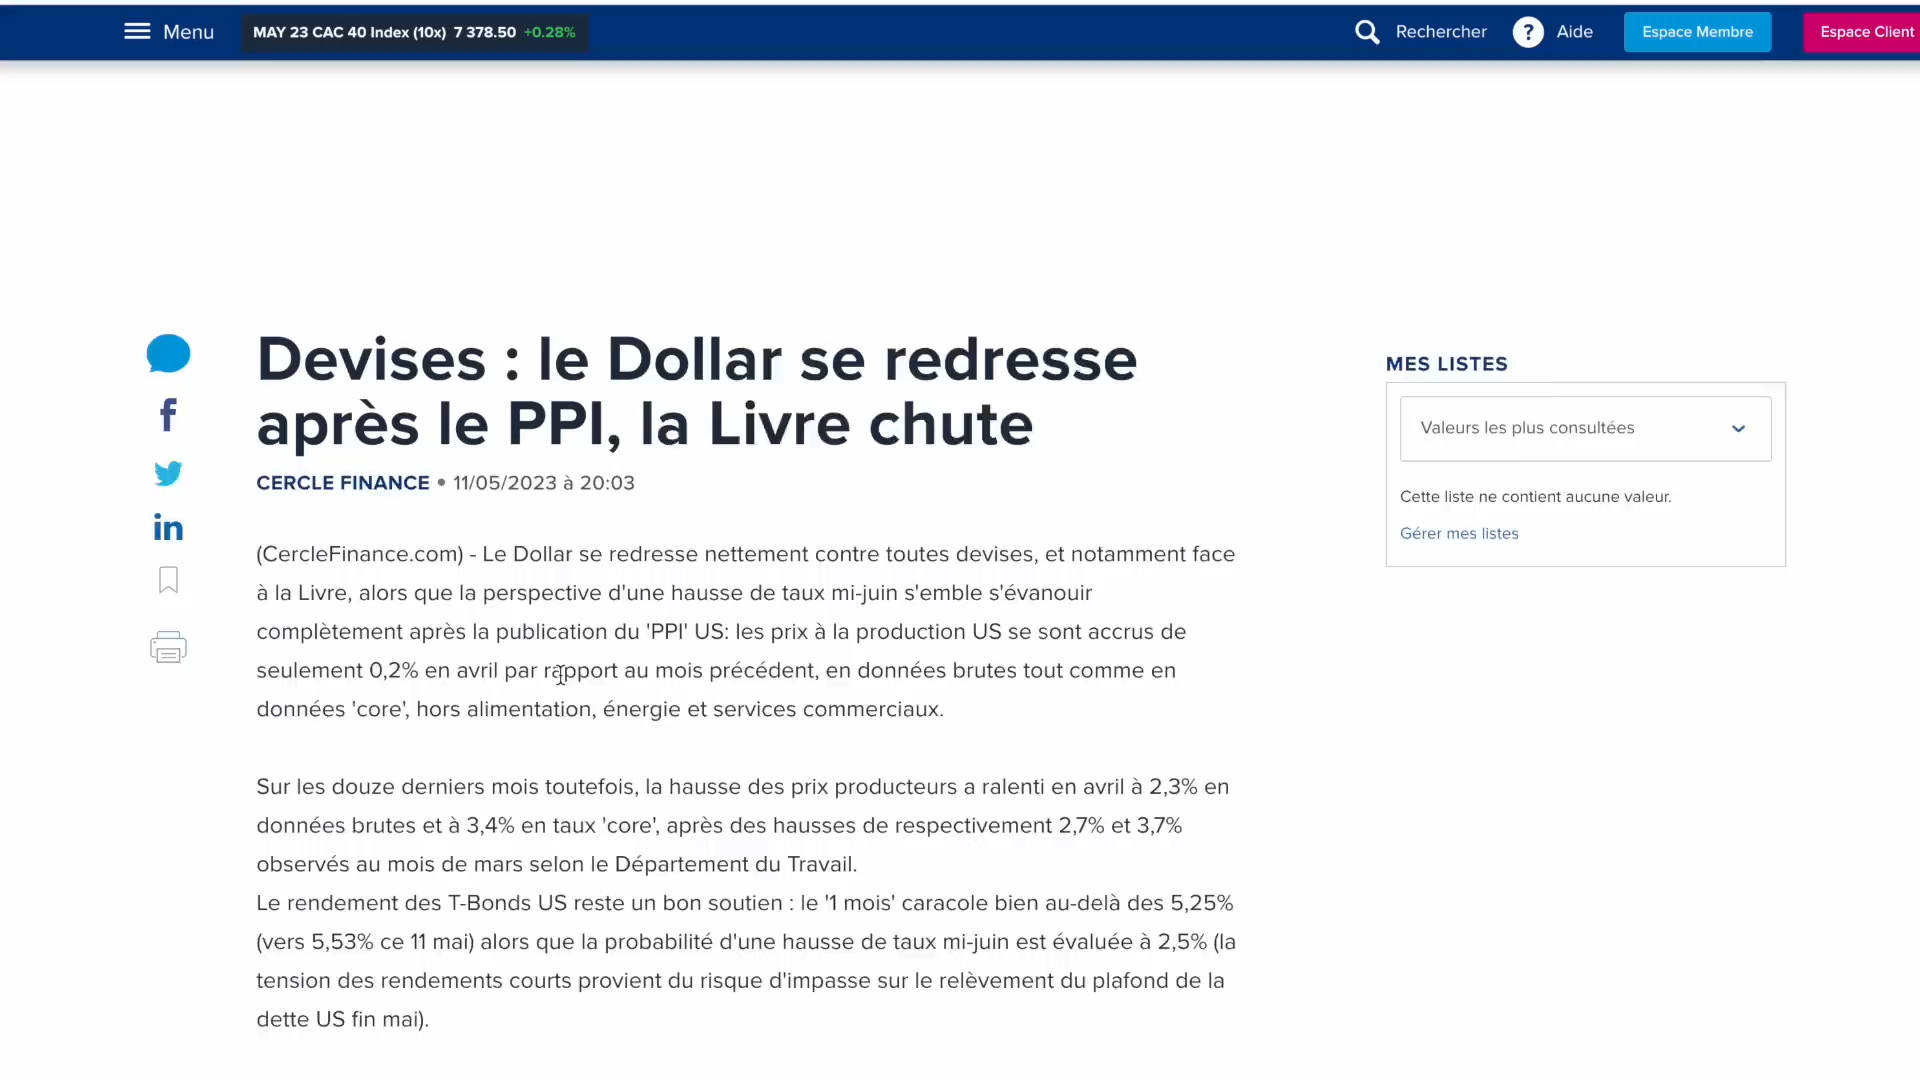 Menu
MAY 23 CAC 40 Index (10x) 7 378.50 +0.28%
Rechercher
? Aide
Espace Membre
Espace Client
Devises : le Dollar se redresse
après le PPI, la Livre chute
CERCLE FINANCE • 11/05/2023 à 20:03
(CercleFinance.com) - Le Dollar se redresse nettement contre toutes devises, et notamment face
à la Livre, alors que la perspective d'une hausse de taux mi-juin s'emble s'évanouir
complètement après la publication du 'PPI' US: les prix à la production US se sont accrus de
seulement 0,2% en avril par rapport au mois précédent, en données brutes tout comme en
données 'core', hors alimentation, énergie et services commerciaux.
Sur les douze derniers mois toutefois, la hausse des prix producteurs a ralenti en avril à 2,3% en
données brutes et à 3,4% en taux 'core', après des hausses de respectivement 2,7% et 3,7%
observés au mois de mars selon le Département du Travail.
Le rendement des T-Bonds US reste un bon soutien : le '1 mois' caracole bien au-delà des 5,25%
(vers 5,53% ce 11 mai) alors que la probabilité d'une hausse de taux mi-juin est évaluée à 2,5% (la
tension des rendements courts provient du risque d'impasse sur le relèvement du plafond de la
dette US fin mai).
MES LISTES
Valeurs les plus consultées
Cette liste ne contient aucune valeur.
Gérer mes listes